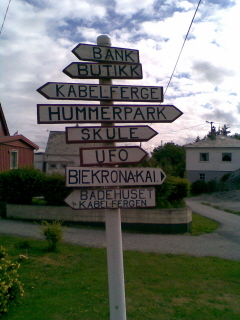 BANK
BUTIKK
KABELFERGE
HUMMERPARK
SKULE
UFO
BIEKRONAKAI.
BADEHUSET
KABELFERGEN